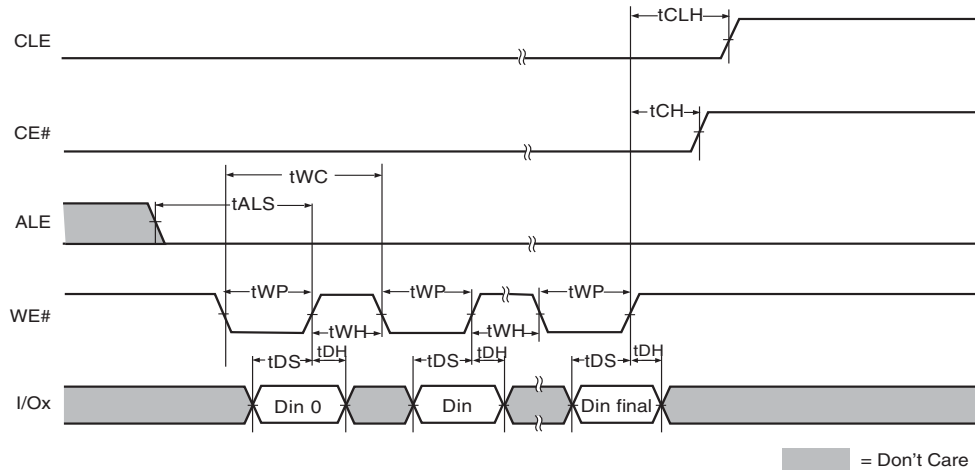 tCLH
CLE
tCH
CE#
tWC
tALS
ALE
tWP tWP tWP
WE#
tWH tWH
tDS tDH tDS tDH tDS tDH
I/Ox Din 0 Din Din final
= Don't Care